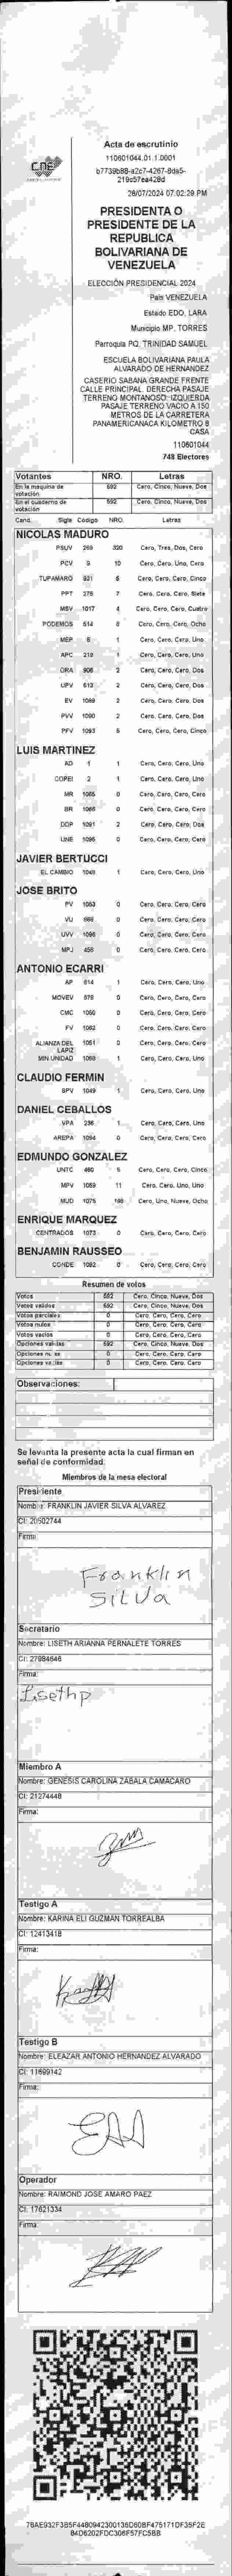 CNE
Acta de escrutinio
110601044.01.1.0001
28/07/2024 07:02:29 PM
PRESIDENTA O
PRESIDENTE DE LA
REPUBLICA
BOLIVARIANA DE
VENEZUELA
ELECCIÓN PRESIDENCIAL 2024
País VENEZUELA
Estado EDO. LARA
Municipio MP. TORRES
Parroquia PQ. TRINIDAD SAMUEL
ESCUELA BOLIVARIANA PAULA
ALVARADO DE HERNANDEZ
CASERIO SABANA GRANDE FRENTE
CALLE PRINCIPAL. DERECHA PASAJE
TERRENO MONTAÑOSO. IZQUIERDA
PASAJE TERRENO VACIO A 150
METROS DE LA CARRETERA
PANAMERICANACA KILOMETRO 8
CASA
110601044
748 Electores
Votantes NRO. Letras
En la maquina de votación 592 Cero, Cinco, Nueve, Dos
En el cuaderno de votación 592 Cero, Cinco, Nueve, Dos
Cand. Sigla Código NRO. Letras
NICOLAS MADURO
PSUV 269 320 Cero, Tres, Dos, Cero
PCV 9 10 Cero, Cero, Uno, Cero
TUPAMARO 931 5 Cero, Cero, Cero, Cinco
PPT 276 7 Cero, Cero, Cero, Siete
MSV 1017 4 Cero, Cero, Cero, Cuatro
PODEMOS 514 8 Cero, Cero, Cero, Ocho
MEP 6 1 Cero, Cero, Cero, Uno
APC 219 1 Cero, Cero, Cero, Uno
ORA 906 2 Cero, Cero, Cero, Dos
UPV 613 2 Cero, Cero, Cero, Dos
EV 1089 2 Cero, Cero, Cero, Dos
PVV 1090 2 Cero, Cero, Cero, Dos
PFV 1093 5 Cero, Cero, Cero, Cinco
LUIS MARTINEZ
AD 1 1 Cero, Cero, Cero, Uno
COPEI 2 1 Cero, Cero, Cero, Uno
MR 1065 0 Cero, Cero, Cero, Cero
BR 1066 0 Cero, Cero, Cero, Cero
DDP 1091 2 Cero, Cero, Cero, Dos
UNE 1095 0 Cero, Cero, Cero, Cero
JAVIER BERTUCCI
EL CAMBIO 1048 1 Cero, Cero, Cero, Uno
JOSE BRITO
PV 1053 0 Cero, Cero, Cero, Cero
VU 0 Cero, Cero, Cero, Cero
UVV 1096 0 Cero, Cero, Cero, Cero
MPJ 456 0 Cero, Cero, Cero, Cero
ANTONIO ECARRI
AP 814 1 Cero, Cero, Cero, Uno
MOVEV 978 0 Cero, Cero, Cero, Cero
CMC 1050 0 Cero, Cero, Cero, Cero
FV 1052 0 Cero, Cero, Cero, Cero
ALIANZA DEL LAPIZ 1051 0 Cero, Cero, Cero, Cero
MIN UNIDAD 1068 1 Cero, Cero, Cero, Uno
CLAUDIO FERMIN
SPV 1049 1 Cero, Cero, Cero, Uno
DANIEL CEBALLOS
VPA 236 1 Cero, Cero, Cero, Uno
AREPA 1094 0 Cero, Cero, Cero, Cero
EDMUNDO GONZALEZ
UNTC 460 5 Cero, Cero, Cero, Cinco
MPV 1059 11 Cero, Cero, Uno, Uno
MUD 1075 198 Cero, Uno, Nueve, Ocho
ENRIQUE MARQUEZ
CENTRADOS 1073 0 Cero, Cero, Cero, Cero
BENJAMIN RAUSSEO
CONDE 1092 0 Cero, Cero, Cero, Cero
Resumen de votos
Votos 592 Cero, Cinco, Nueve, Dos
Votos validos 592 Cero, Cinco, Nueve, Dos
Votos parciales 0 Cero, Cero, Cero, Cero
Votos nulos 0 Cero, Cero, Cero, Cero
Votos vacios 0 Cero, Cero, Cero, Cero
Opciones validas 592 Cero, Cinco, Nueve, Dos
Opciones nulas 0 Cero, Cero, Cero, Cero
Opciones vacias 0 Cero, Cero, Cero, Cero
Observaciones:
Se levanta la presente acta la cual firman en
señal de conformidad.
Miembros de la mesa electoral
Presidente
Nombre: FRANKLIN JAVIER SILVA ALVAREZ
CI: 20502744
Firma:
Franklin
Silva
Secretario
Nombre: LISETH ARIANNA PERNALETE TORRES
CI: 27984646
Firma:
Lisethp
Miembro A
Nombre: GENESIS CAROLINA ZABALA CAMACARO
CI: 21274448
Firma:
Testigo A
Nombre: KARINA ELI GUZMAN TORREALBA
CI: 12413418
Firma:
Testigo B
Nombre: ELEAZAR ANTONIO HERNANDEZ ALVARADO
CI: 11699142
Firma:
Operador
Nombre: RAIMOND JOSE AMARO PAEZ
CI: 17621334
Firma: